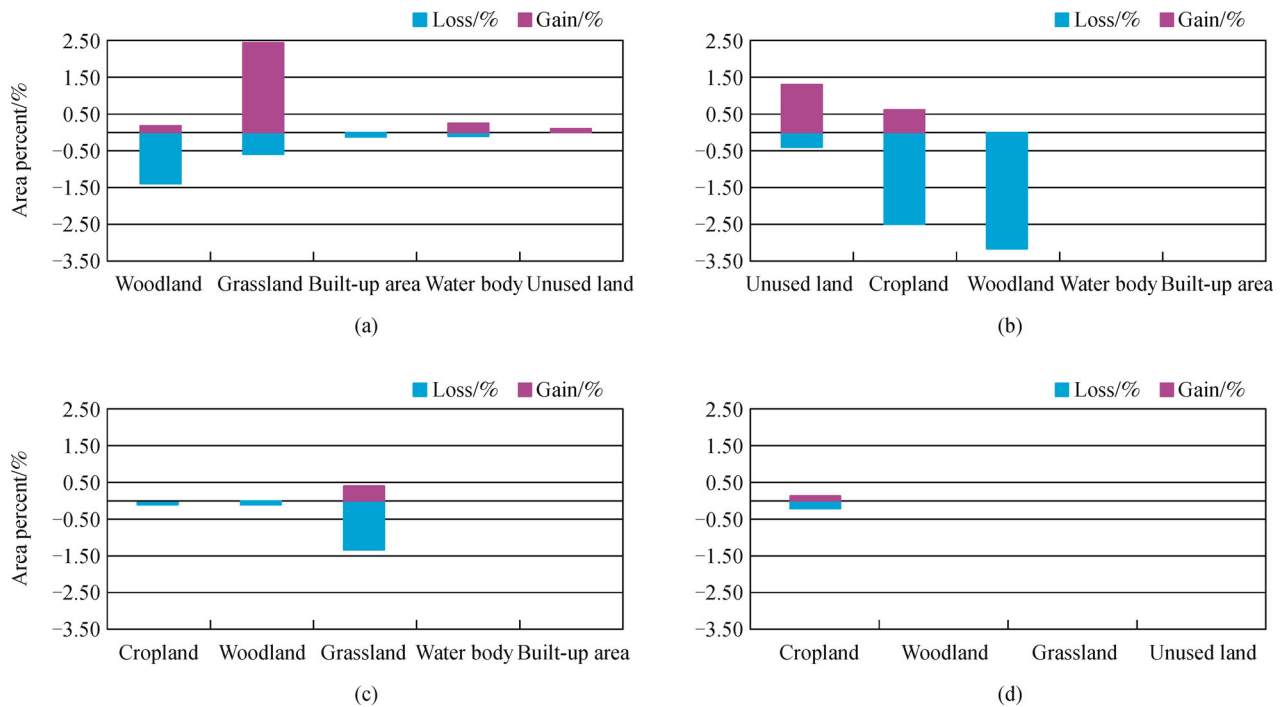 Loss/% Gain/%
2.50
1.50
0.50
−0.50
−1.50
−2.50
−3.50
Area percent/%
Woodland Grassland Built-up area Water body Unused land
(a)
Loss/% Gain/%
2.50
1.50
0.50
−0.50
−1.50
−2.50
−3.50
Unused land Cropland Woodland Water body Built-up area
(b)
Loss/% Gain/%
2.50
1.50
0.50
−0.50
−1.50
−2.50
−3.50
Area percent/%
Cropland Woodland Grassland Water body Built-up area
(c)
Loss/% Gain/%
2.50
1.50
0.50
−0.50
−1.50
−2.50
−3.50
Cropland Woodland Grassland Unused land
(d)